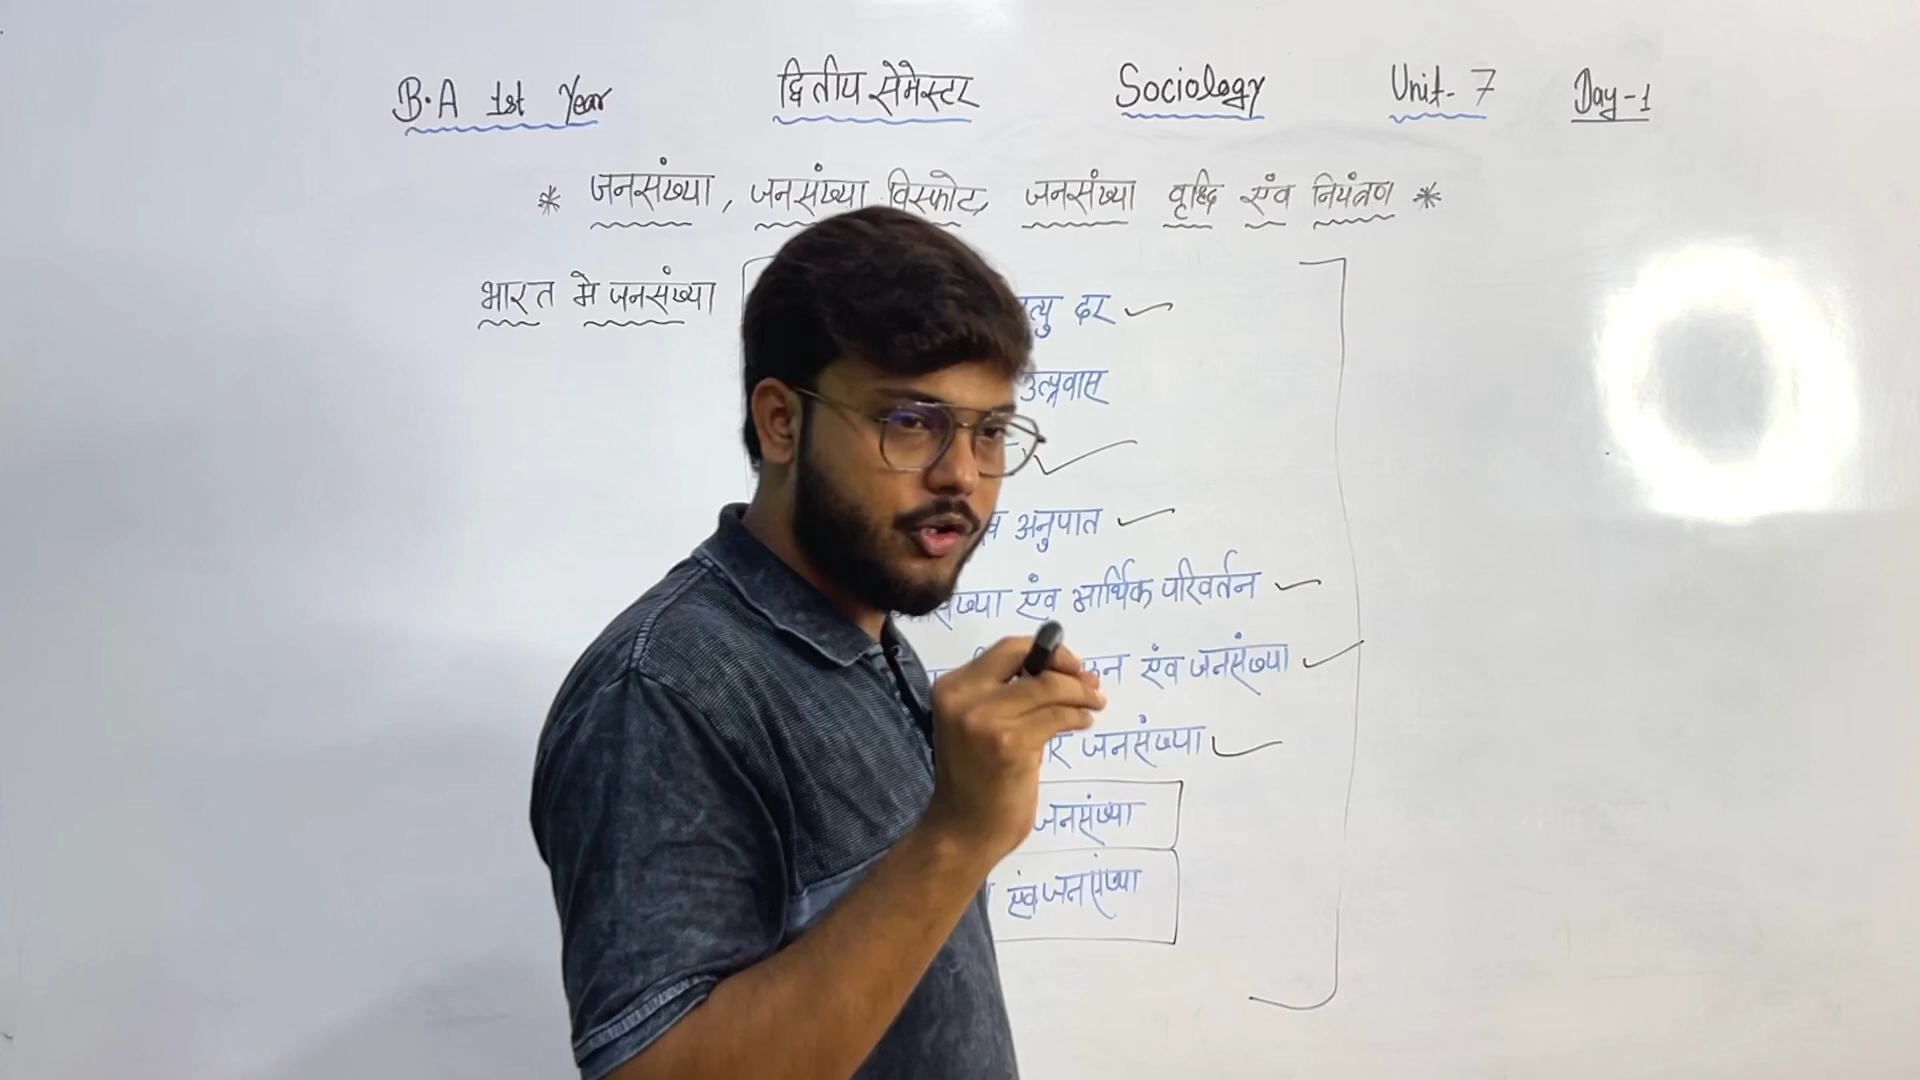 B.A 1st Year द्वितीय सेमेस्टर Sociology Unit-7 Day-1
* जनसंख्या, जनसंख्या विस्फोट, जनसंख्या वृद्धि एंव नियंत्रण *
भारत मे जनसंख्या
दर
उत्प्रवास
अनुपात
एंव आर्थिक परिवर्तन
एंव जनसंख्या
जनसंख्या
जनसंख्या
एंव जनसंख्या